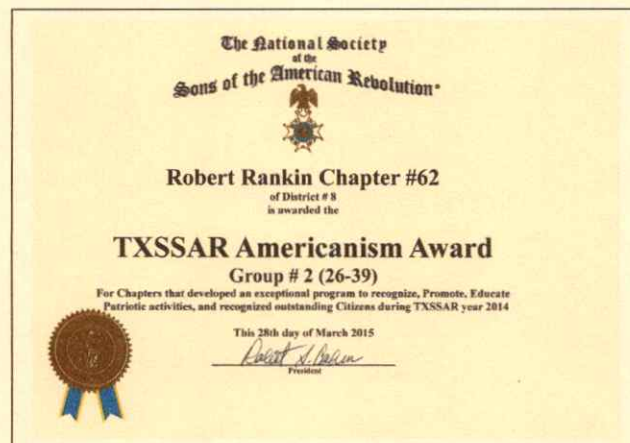 The National Society
of the
Sons of the American Revolution
Robert Rankin Chapter #62
of District # 8
is awarded the
TXSSAR Americanism Award
Group # 2 (26-39)
For Chapters that developed an exceptional program to recognize, Promote, Educate
Patriotic activities, and recognized outstanding Citizens during TXSSAR year 2014
This 28th day of March 2015
President